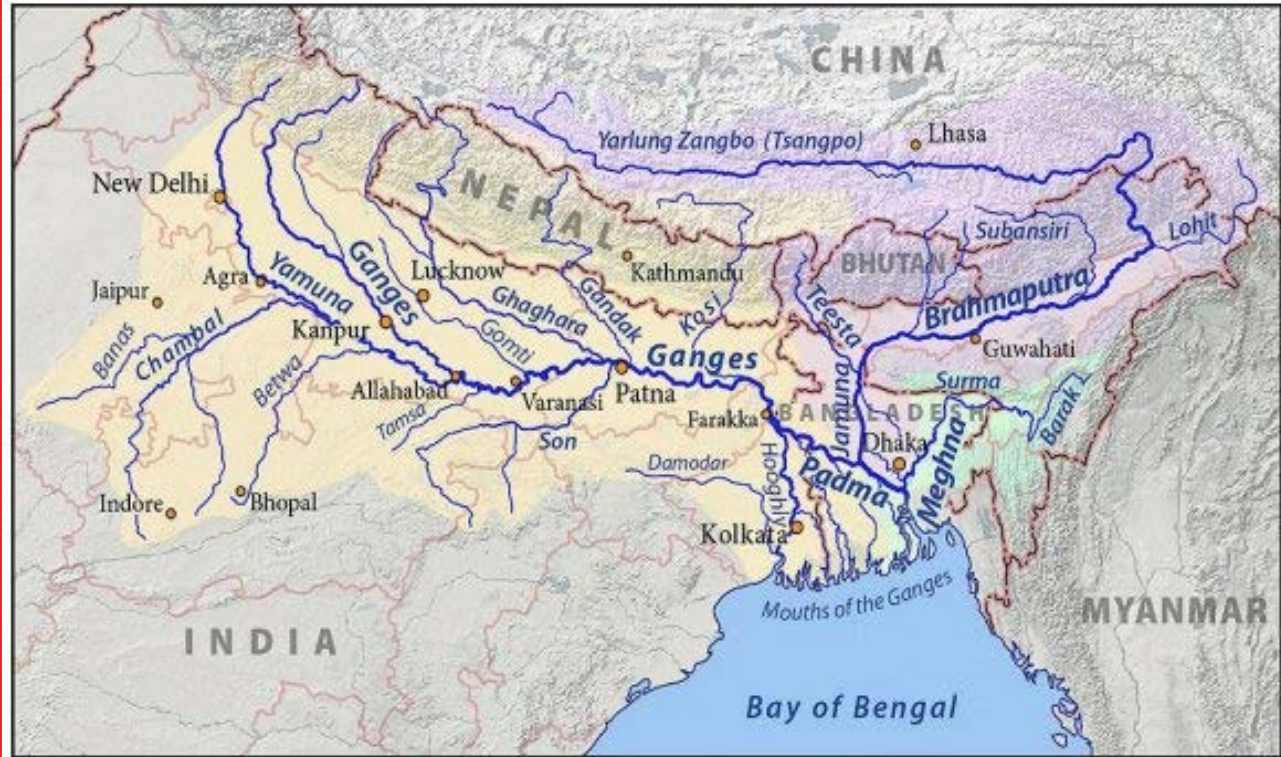 CHINA
Yarlung Zangbo (Tsangpo)
Lhasa
New Delhi
NEPAL
Subansiri
Lohit
BHUTAN
Kathmandu
Agra
Yamuna
Ganges
Lucknow
Jaipur
Ghaghara
Gandak
Kosi
Teesta
Brahmaputra
Banas
Chambal
Kanpur
Gomti
Ganges
Guwahati
Betwa
Allahabad
Varanasi
Patna
Jamuna
Surma
Tamsa
Farakka
BANGLADESH
Barak
Son
Dhaka
Meghna
Damodar
Hooghly
Padma
Indore
Bhopal
Kolkata
Mouths of the Ganges
INDIA
MYANMAR
Bay of Bengal